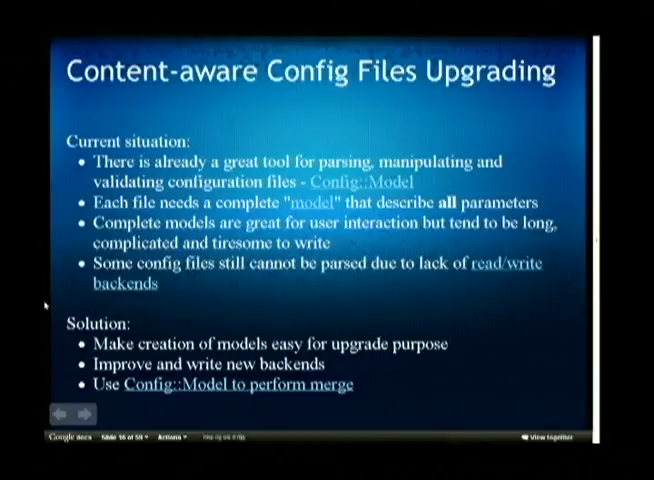 Content-aware Config Files Upgrading
Current situation:
• There is already a great tool for parsing, manipulating and
validating configuration files - Config::Model
• Each file needs a complete "model" that describe all parameters
• Complete models are great for user interaction but tend to be long,
complicated and tiresome to write
• Some config files still cannot be parsed due to lack of read/write
backends
Solution:
• Make creation of models easy for upgrade purpose
• Improve and write new backends
• Use Config::Model to perform merge
Google docs Slide 16 of 59 Actions View together